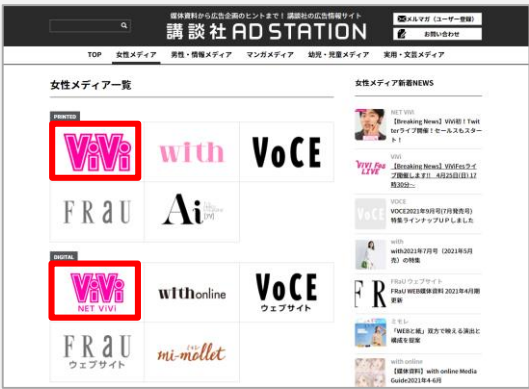 媒体資料から広告企画のヒントまで！ 講談社の広告情報サイト
講談社 AD STATION
メルマガ（ユーザー登録）
お問い合わせ
TOP 女性メディア 男性・情報メディア マンガメディア 幼児・児童メディア 実用・文芸メディア
女性メディア一覧
PRINTED
ViVi
with
VOCE
FRaU
Ai
DIGITAL
ViVi
NET ViVi
withonline
VOCE
ウェブサイト
FRaU
ウェブサイト
mi-mollet
女性メディア新着NEWS
NET ViVi
【Breaking News】ViVi初！Twit
terライブ開催！セールスもスター
ト！
ViVi Fes
LIVE
ViVi
【Breaking News】ViViFesライ
ブ開催します!! 4月25日(日) 17
時30分~
VOCE
VOCE
VOCE2021年9月号(7月発売号)
特集ラインナップUPしました
with
with2021年7月号（2021年5月
売）の特集
FR
FRaU ウェブサイト
FRaU WEB媒体資料 2021年4月期
更新
ミモレ
「WEBと紙」双方で映える演出と
構成を提案
with online
【媒体資料】with online Media
Guide2021年4-6月